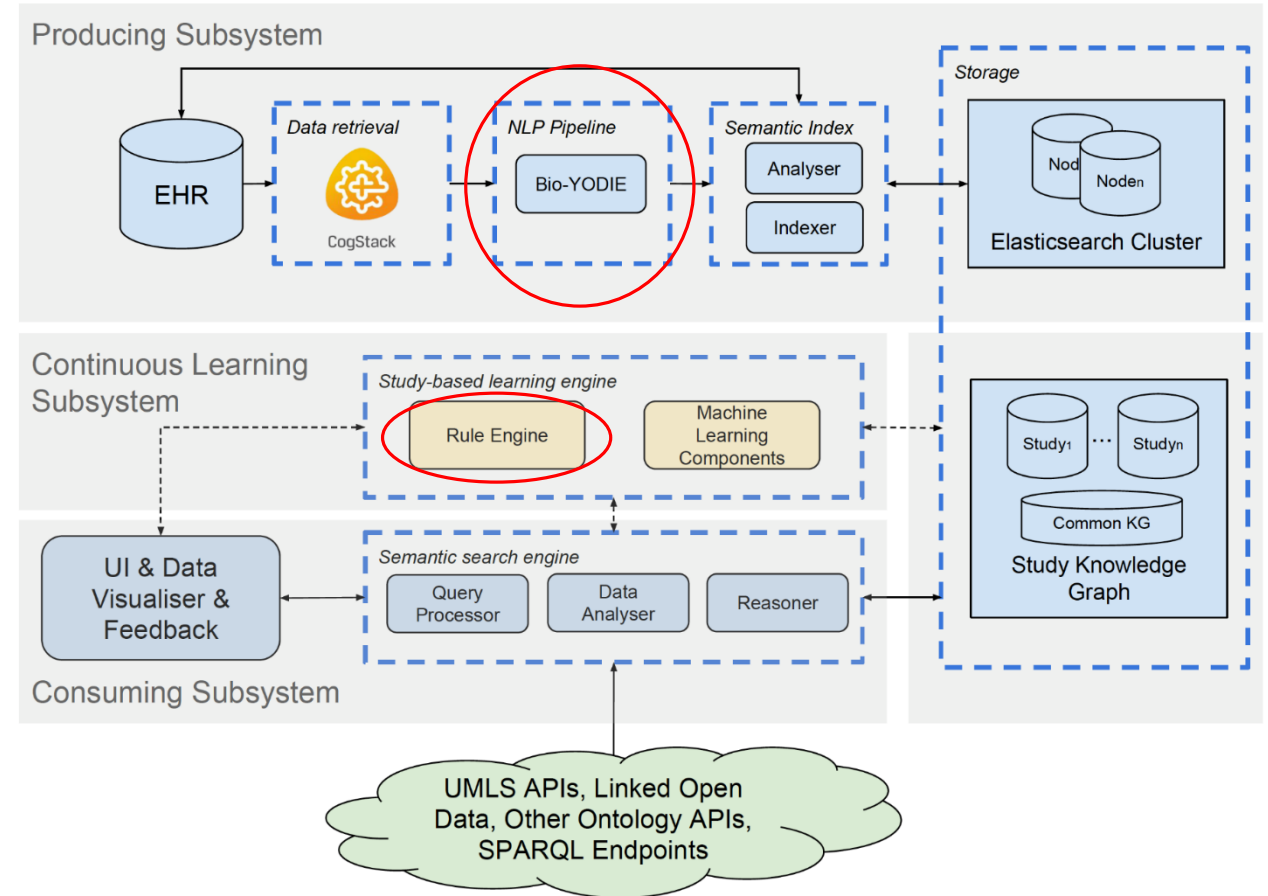 Producing Subsystem
Storage
Data retrieval
NLP Pipeline
Semantic Index
EHR
CogStack
Bio-YODIE
Analyser
Indexer
Nod
Noden
Elasticsearch Cluster
Continuous Learning
Subsystem
Study-based learning engine
Rule Engine
Machine
Learning
Components
Study1
...
Studyn
Common KG
Study Knowledge
Graph
UI & Data
Visualiser &
Feedback
Semantic search engine
Query
Processor
Data
Analyser
Reasoner
Consuming Subsystem
UMLS APIs, Linked Open
Data, Other Ontology APIs,
SPARQL Endpoints